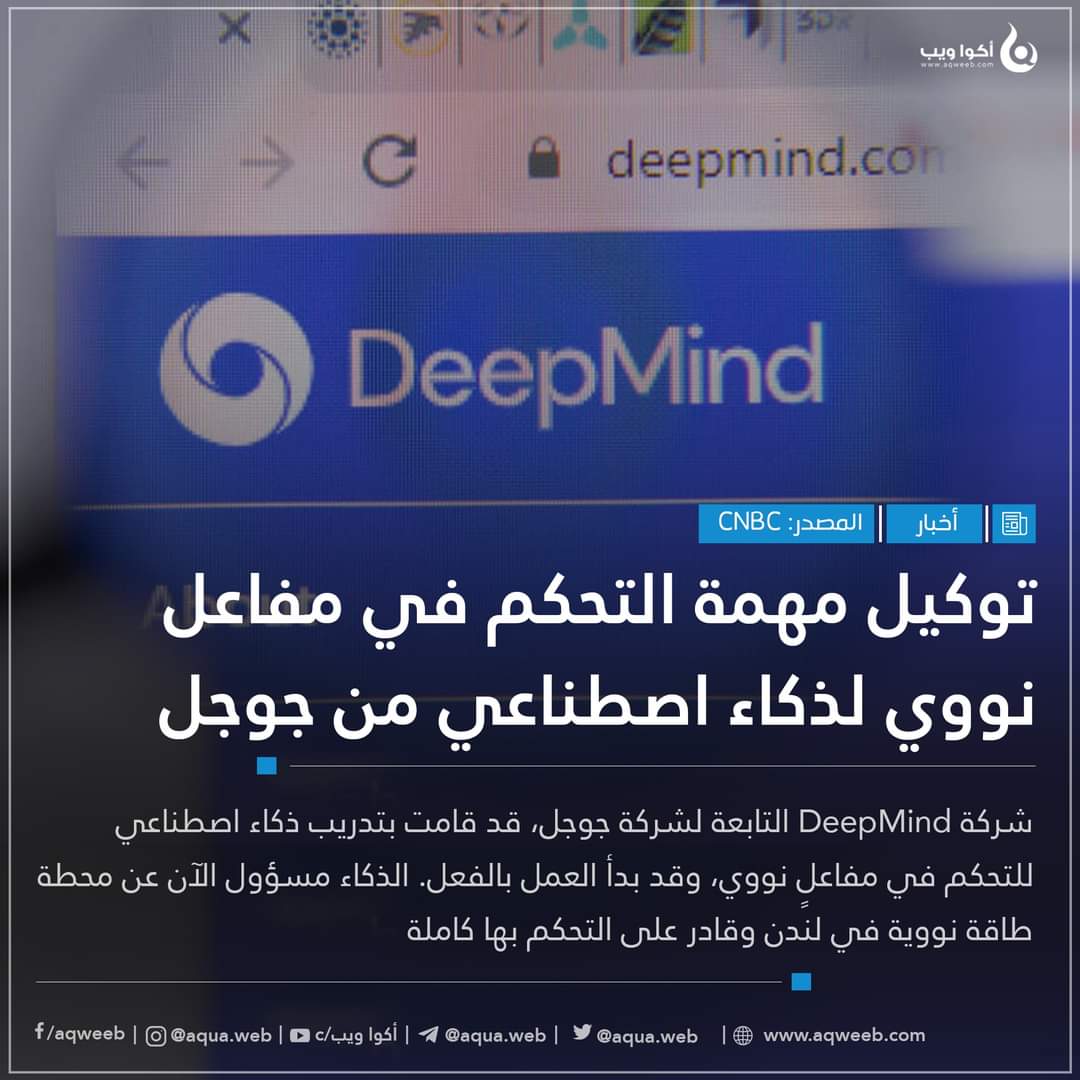 أكوا ويب
www.aqweeb.com
deepmind.com
DeepMind
أخبار
المصدر: CNBC
About
توكيل مهمة التحكم في مفاعل
نووي لذكاء اصطناعي من جوجل
شركة DeepMind التابعة لشركة جوجل، قد قامت بتدريب ذكاء اصطناعي
للتحكم في مفاعلٍ نووي، وقد بدأ العمل بالفعل. الذكاء مسؤول الآن عن محطة
طاقة نووية في لندن وقادر على التحكم بها كاملة
/aqweeb | @aqua.web | c/أكوا ويب | @aqua.web | @aqua.web | www.aqweeb.com